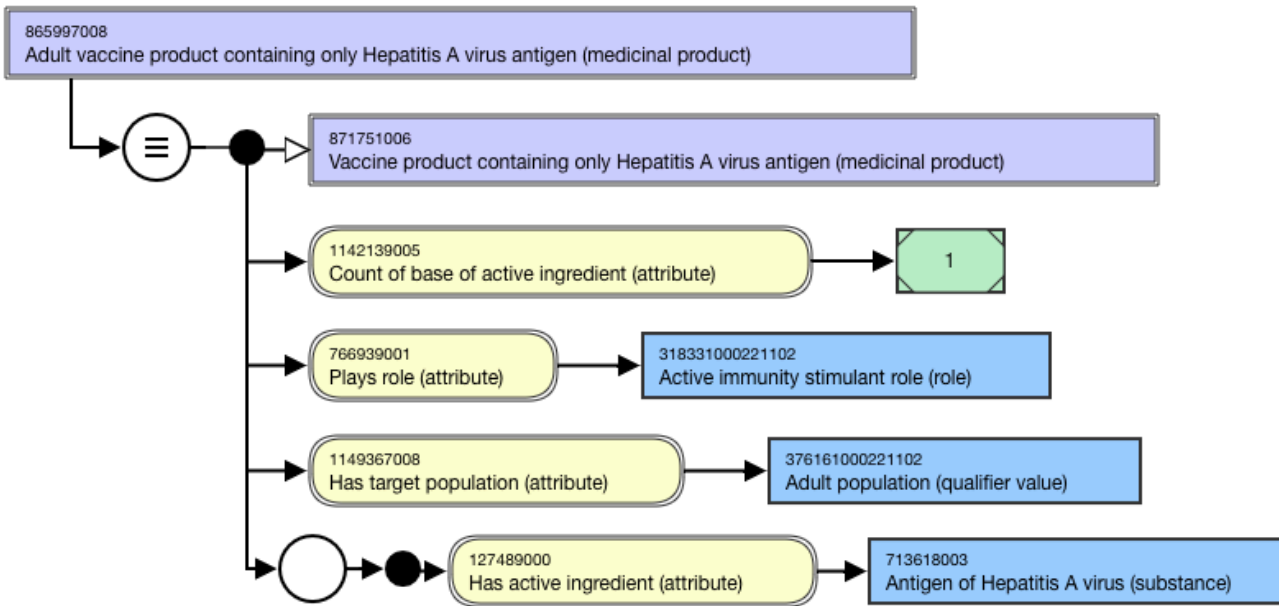 865997008
Adult vaccine product containing only Hepatitis A virus antigen (medicinal product)
871751006
Vaccine product containing only Hepatitis A virus antigen (medicinal product)
1142139005
Count of base of active ingredient (attribute)
1
766939001
Plays role (attribute)
318331000221102
Active immunity stimulant role (role)
1149367008
Has target population (attribute)
376161000221102
Adult population (qualifier value)
127489000
Has active ingredient (attribute)
713618003
Antigen of Hepatitis A virus (substance)